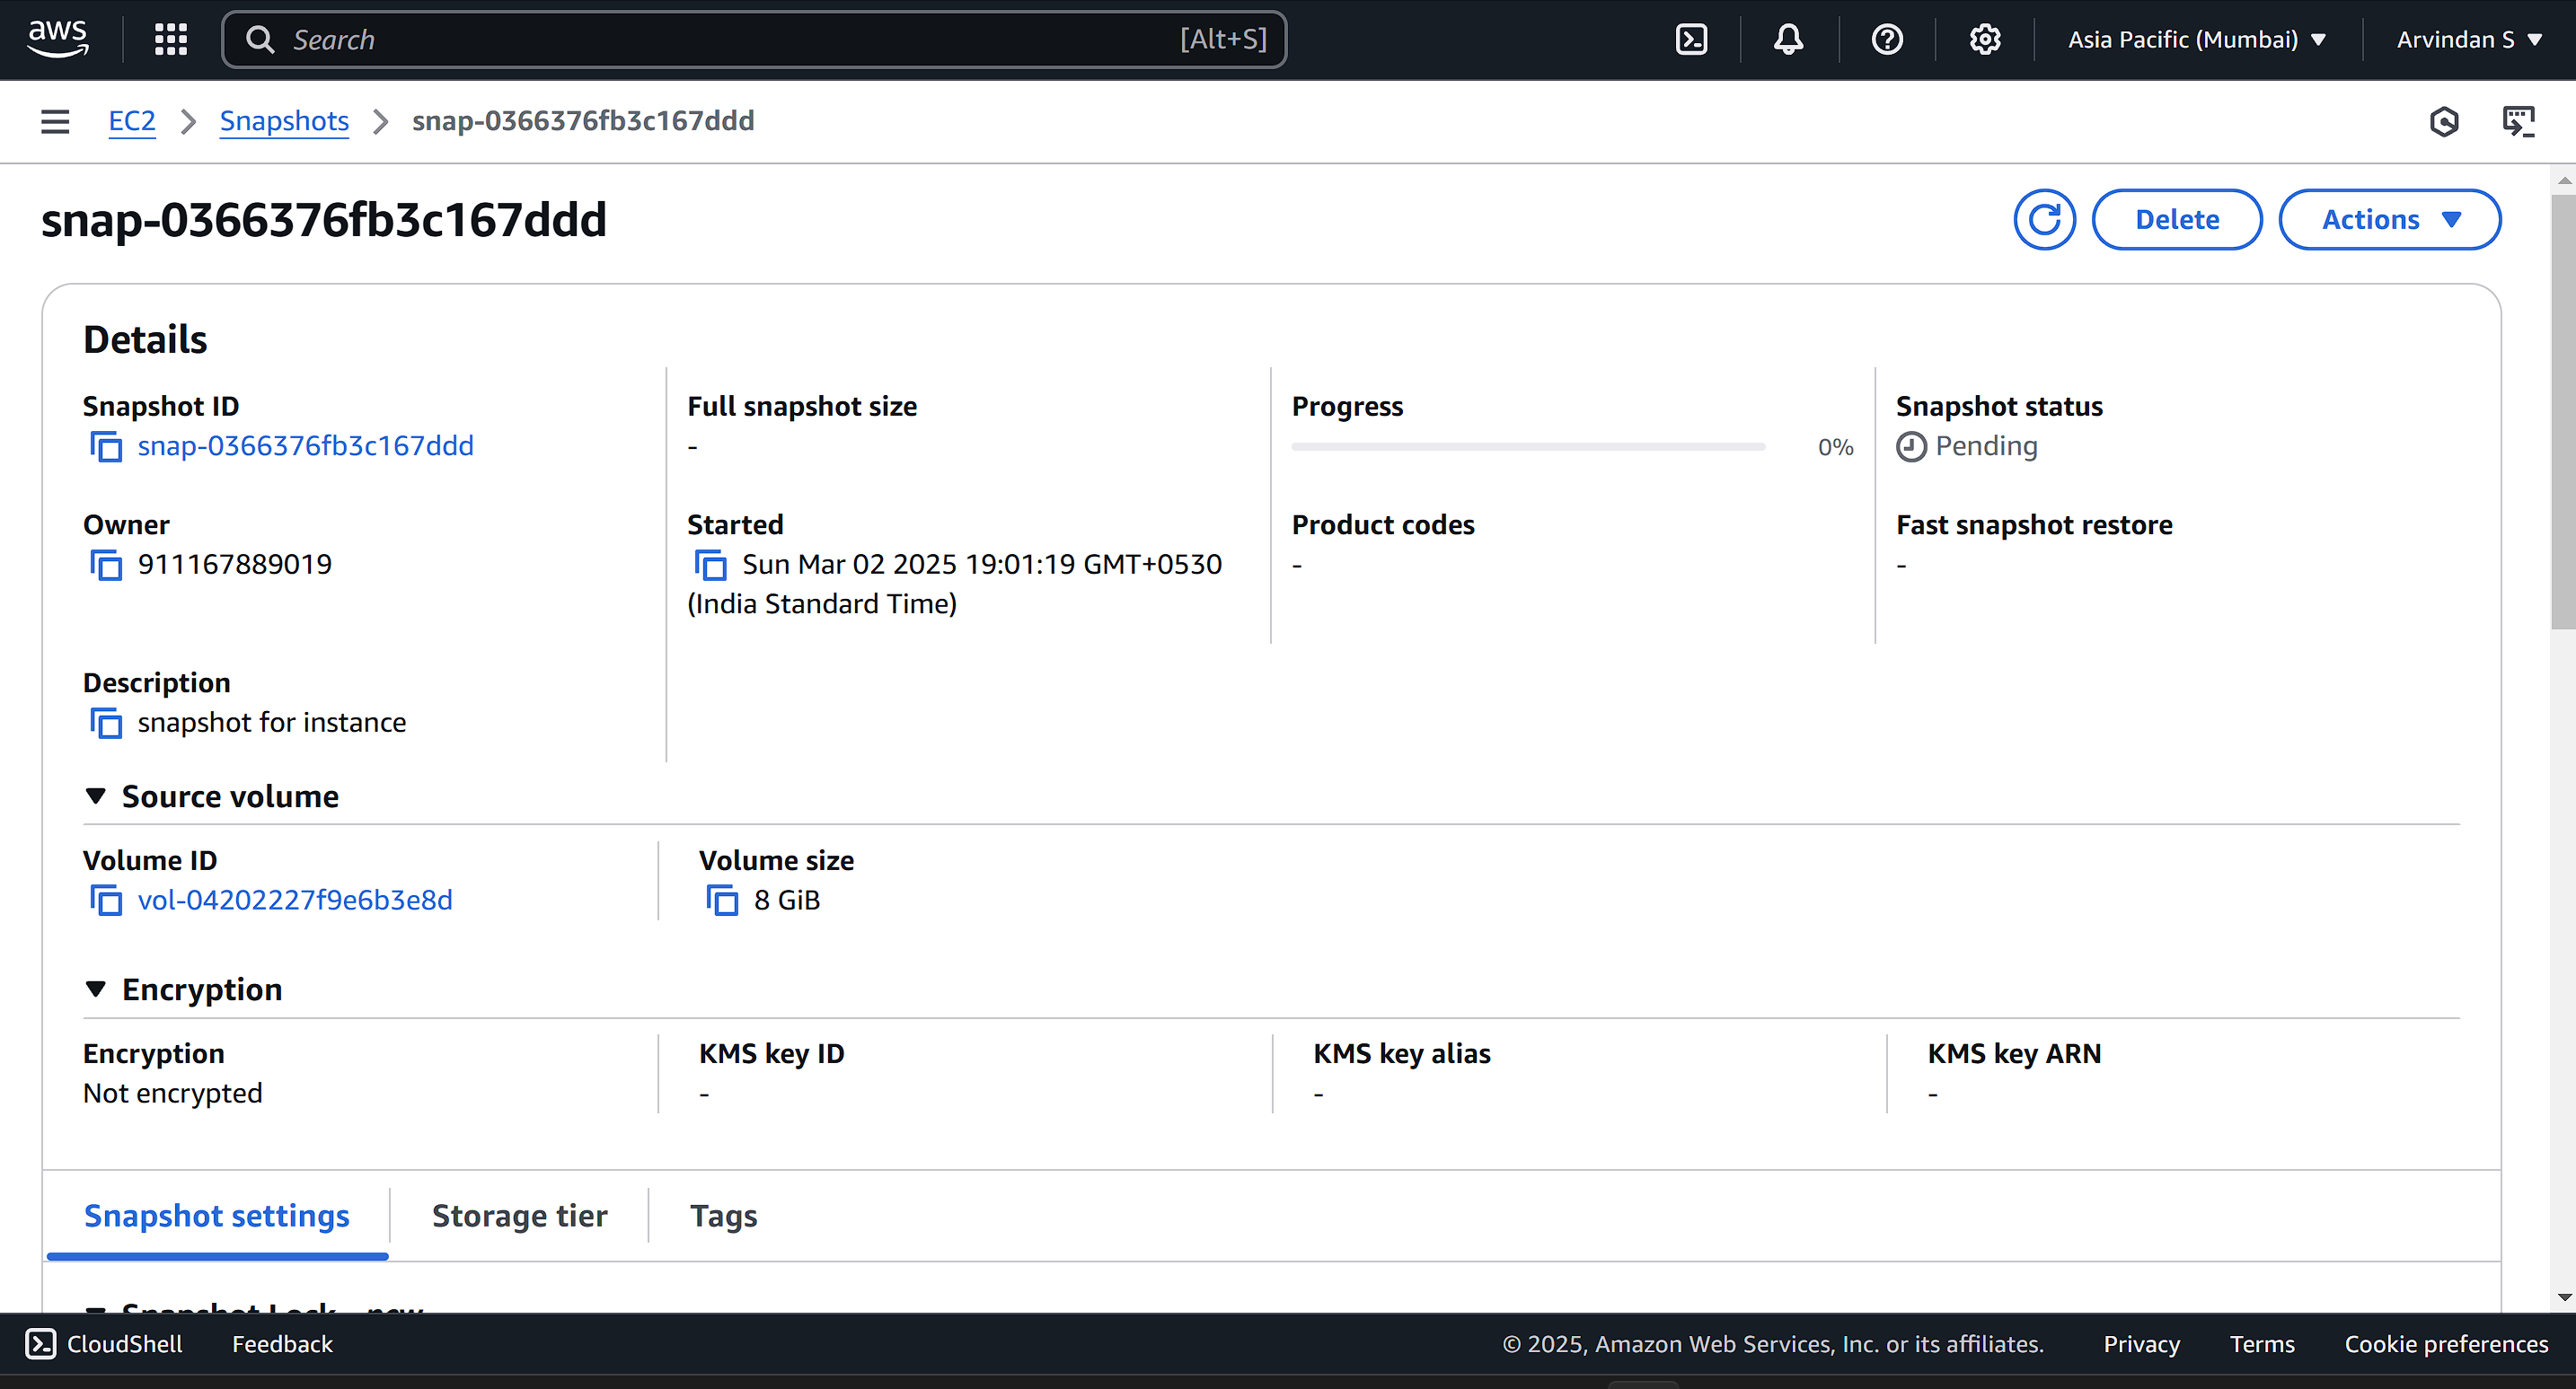 aws
Search [Alt+S]
Asia Pacific (Mumbai)
Arvindan S
EC2 Snapshots snap-0366376fb3c167ddd
snap-0366376fb3c167ddd
Delete
Actions
Details
Snapshot ID
snap-0366376fb3c167ddd
Full snapshot size
-
Progress
0%
Snapshot status
Pending
Owner
911167889019
Started
Sun Mar 02 2025 19:01:19 GMT+0530
(India Standard Time)
Product codes
-
Fast snapshot restore
-
Description
snapshot for instance
Source volume
Volume ID
vol-04202227f9e6b3e8d
Volume size
8 GiB
Encryption
Encryption
Not encrypted
KMS key ID
-
KMS key alias
-
KMS key ARN
-
Snapshot settings
Storage tier
Tags
Snapshot Lock - new
CloudShell
Feedback
© 2025, Amazon Web Services, Inc. or its affiliates.
Privacy
Terms
Cookie preferences